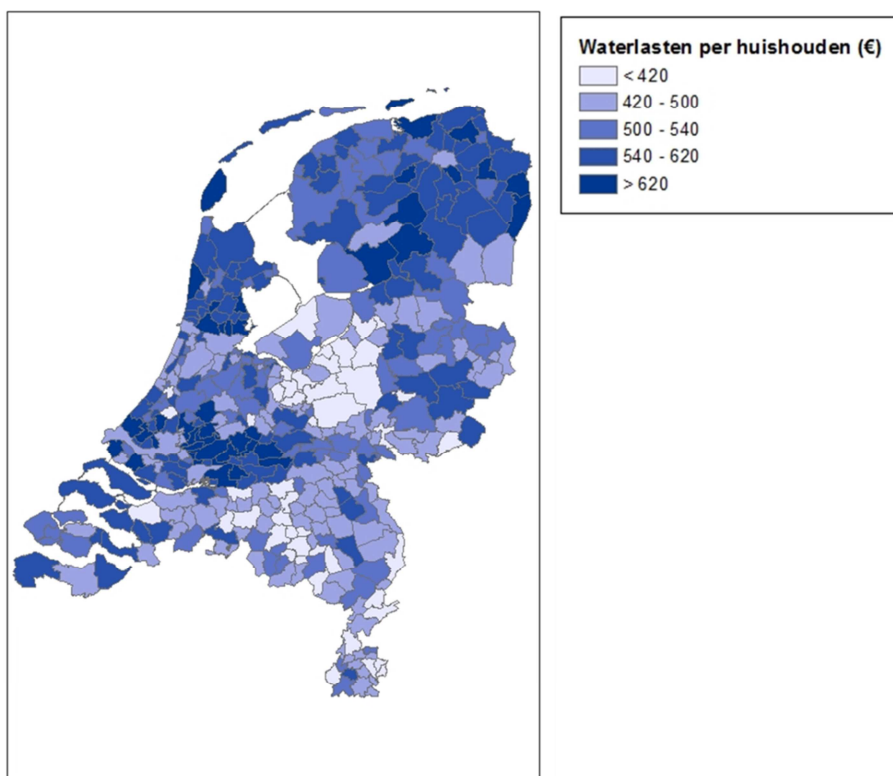 Waterlasten per huishouden (€)
< 420
420 - 500
500 - 540
540 - 620
> 620